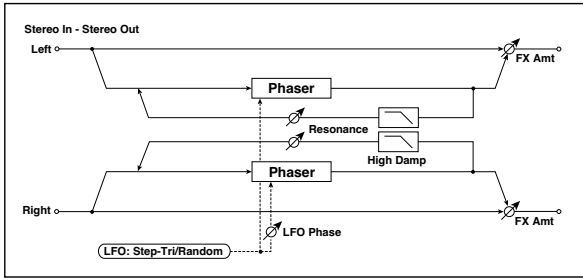 Stereo In - Stereo Out
Left
FX Amt
Phaser
Resonance
High Damp
Phaser
Right
LFO Phase
FX Amt
LFO: Step-Tri/Random